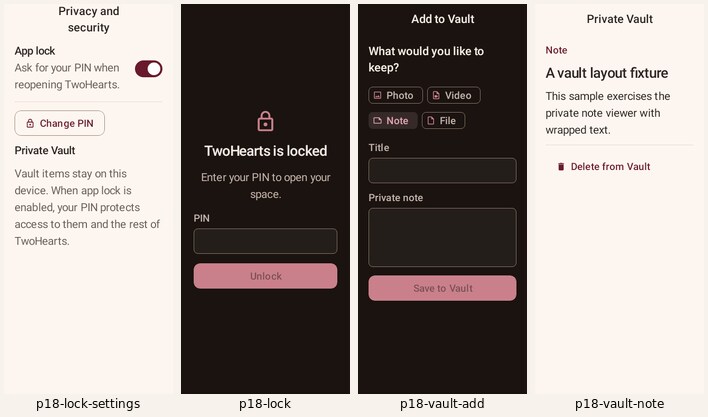 Privacy and
security
App lock
Ask for your PIN when
reopening TwoHearts.
Change PIN
Private Vault
Vault items stay on this
device. When app lock is
enabled, your PIN protects
access to them and the rest of
TwoHearts.
p18-lock-settings
TwoHearts is locked
Enter your PIN to open your
space.
PIN
Unlock
p18-lock
Add to Vault
What would you like to
keep?
Photo
Video
Note
File
Title
Private note
Save to Vault
p18-vault-add
Private Vault
Note
A vault layout fixture
This sample exercises the
private note viewer with
wrapped text.
Delete from Vault
p18-vault-note